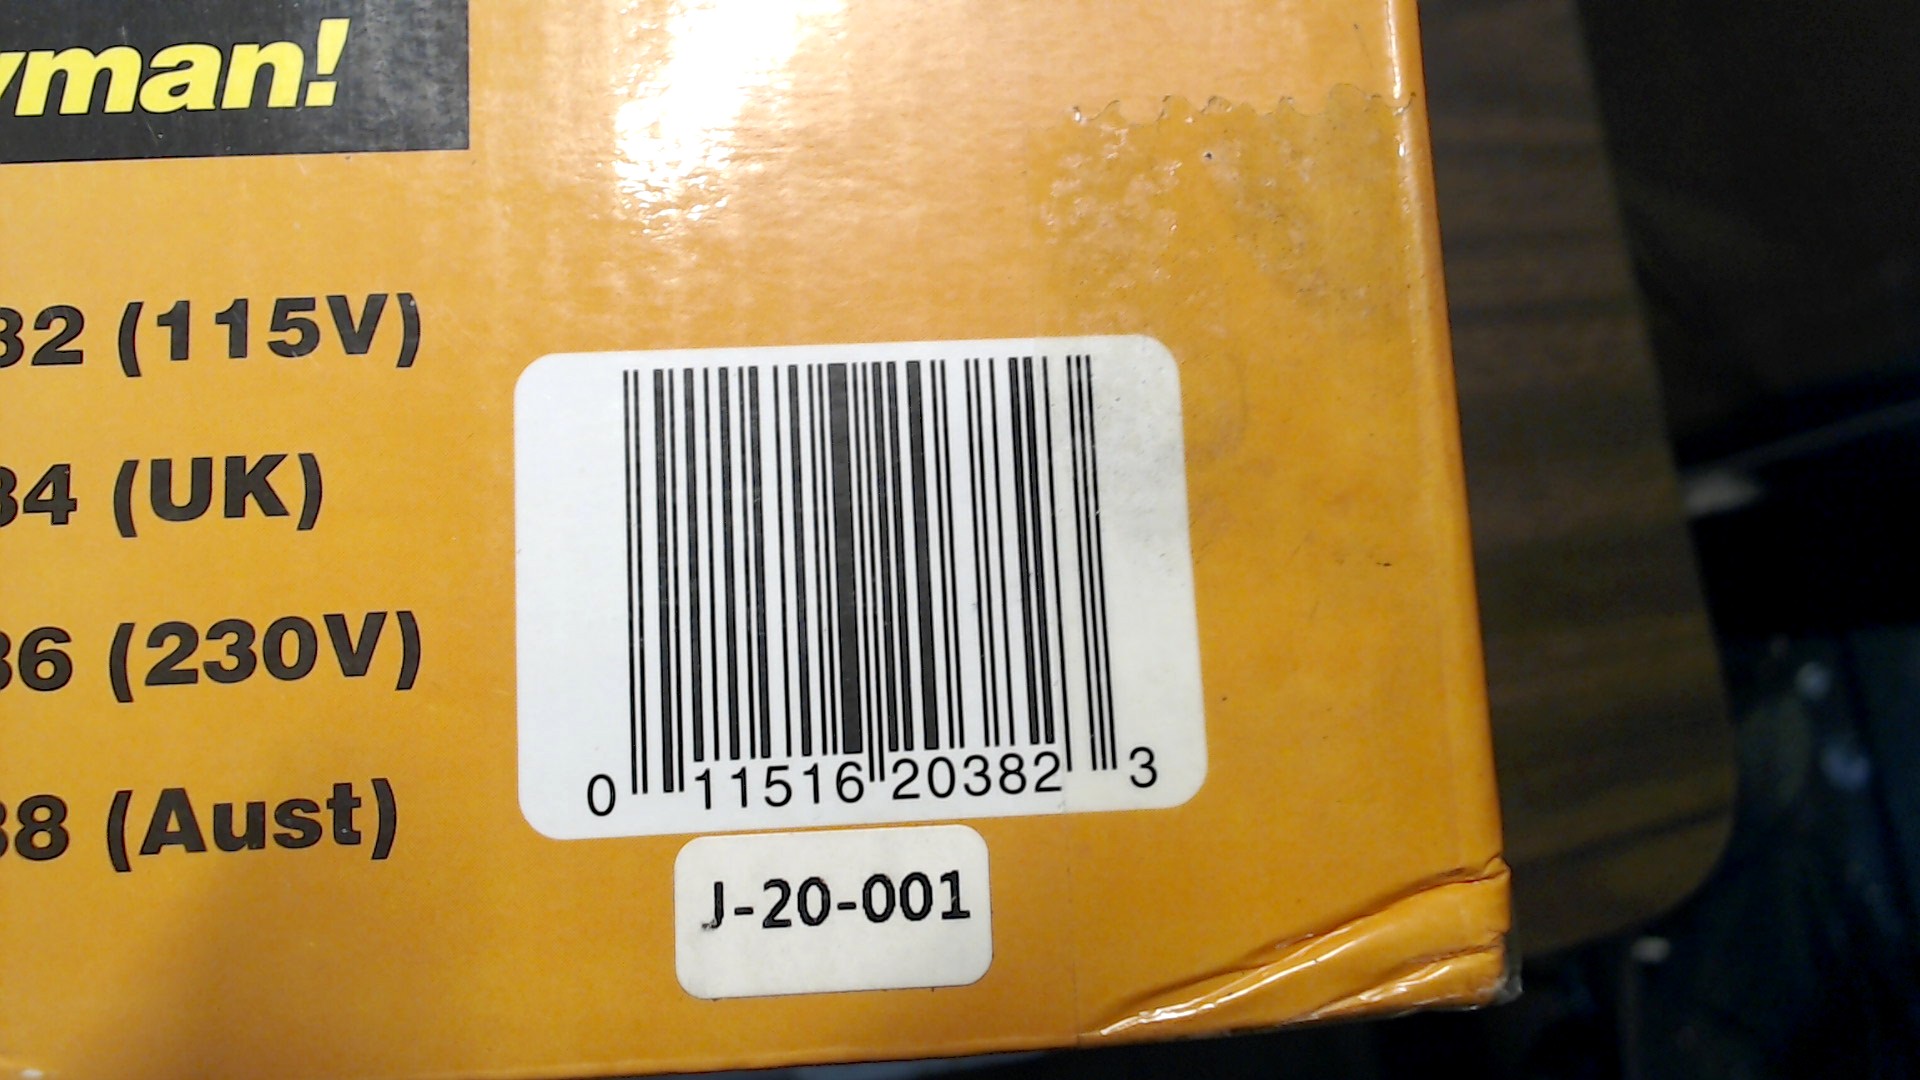 yman!
32 (115V)
34 (UK)
36 (230V)
38 (Aust)
0 11516 20382 3
J-20-001